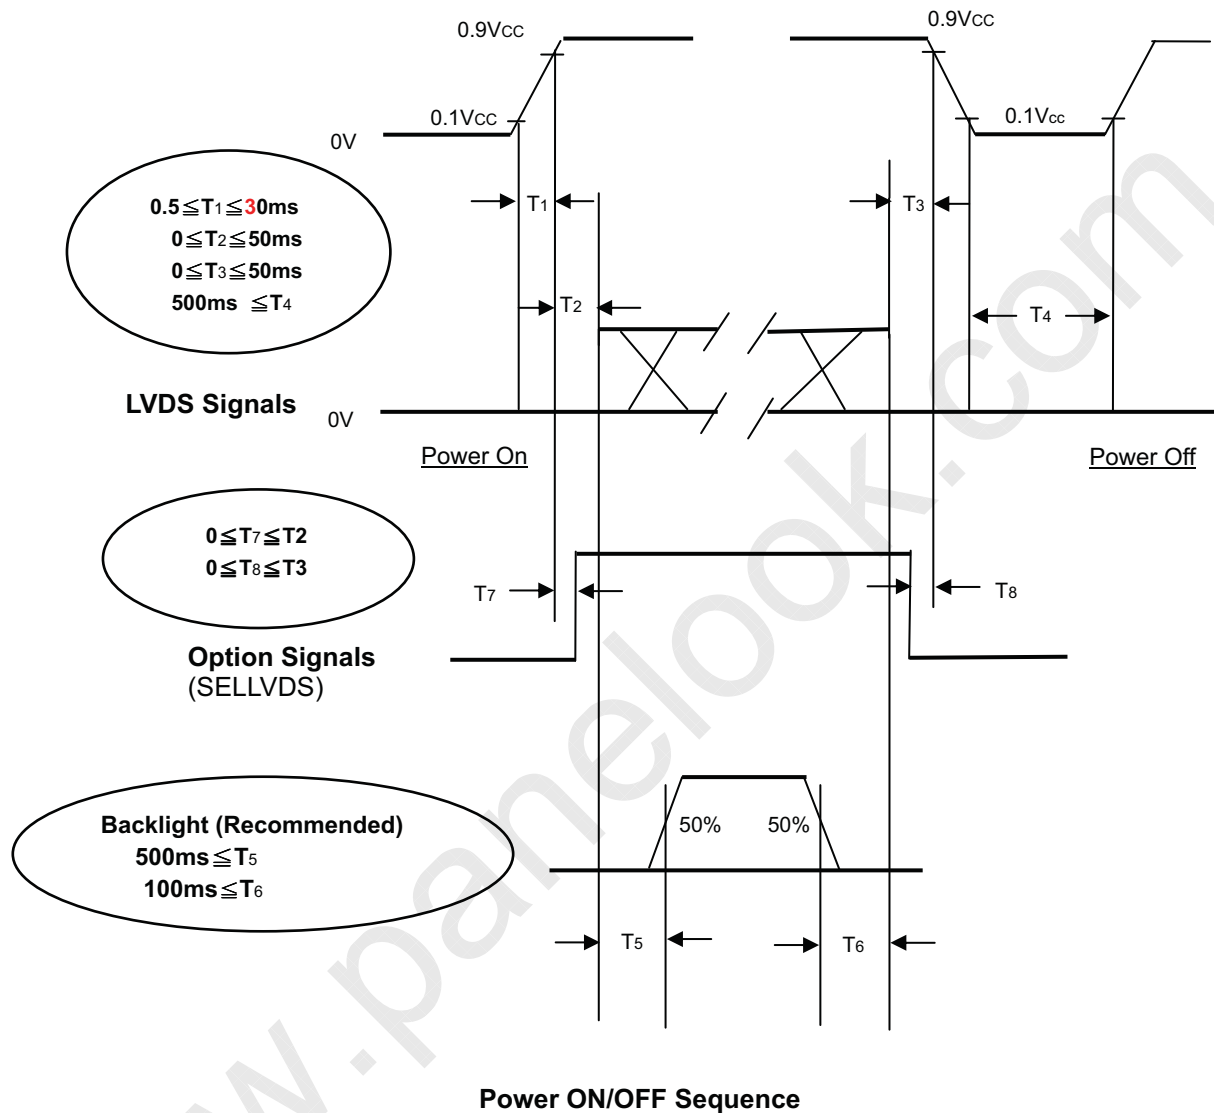 0.9Vcc
0.9Vcc
0.1Vcc
0.1Vcc
0V
0.5≦T1≦30ms
0≦T2≦50ms
0≦T3≦50ms
500ms ≦T4
T1
T3
T2
T4
LVDS Signals
0V
Power On
Power Off
0≦T7≦T2
0≦T8≦T3
T7
T8
Option Signals
(SELLVDS)
Backlight (Recommended)
500ms≦T5
100ms≦T6
50%
50%
T5
T6
Power ON/OFF Sequence
w.panelook.com